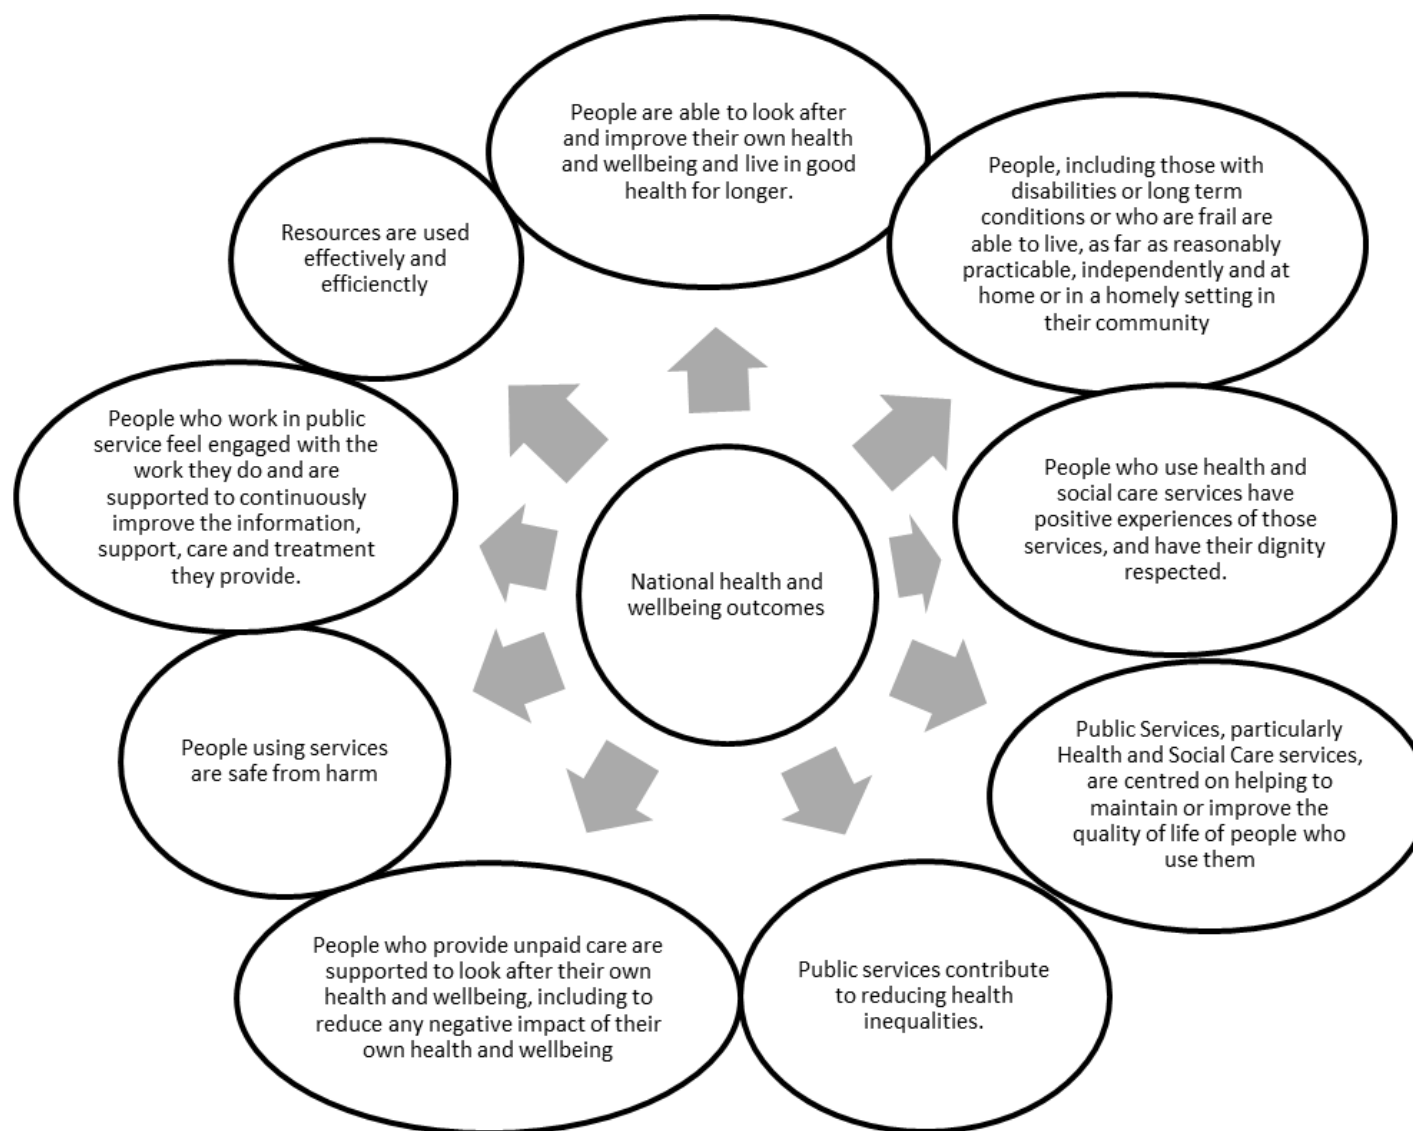 People are able to look after
and improve their own health
and wellbeing and live in good
health for longer.
People, including those with
disabilities or long term
conditions or who are frail are
able to live, as far as reasonably
practicable, independently and at
home or in a homely setting in
their community
People who use health and
social care services have
positive experiences of those
services, and have their dignity
respected.
Public Services, particularly
Health and Social Care services,
are centred on helping to
maintain or improve the
quality of life of people who
use them
Public services contribute
to reducing health
inequalities.
People who provide unpaid care are
supported to look after their own
health and wellbeing, including to
reduce any negative impact of their
own health and wellbeing
People using services
are safe from harm
People who work in public
service feel engaged with the
work they do and are
supported to continuously
improve the information,
support, care and treatment
they provide.
Resources are used
effectively and
efficienctly
National health and
wellbeing outcomes